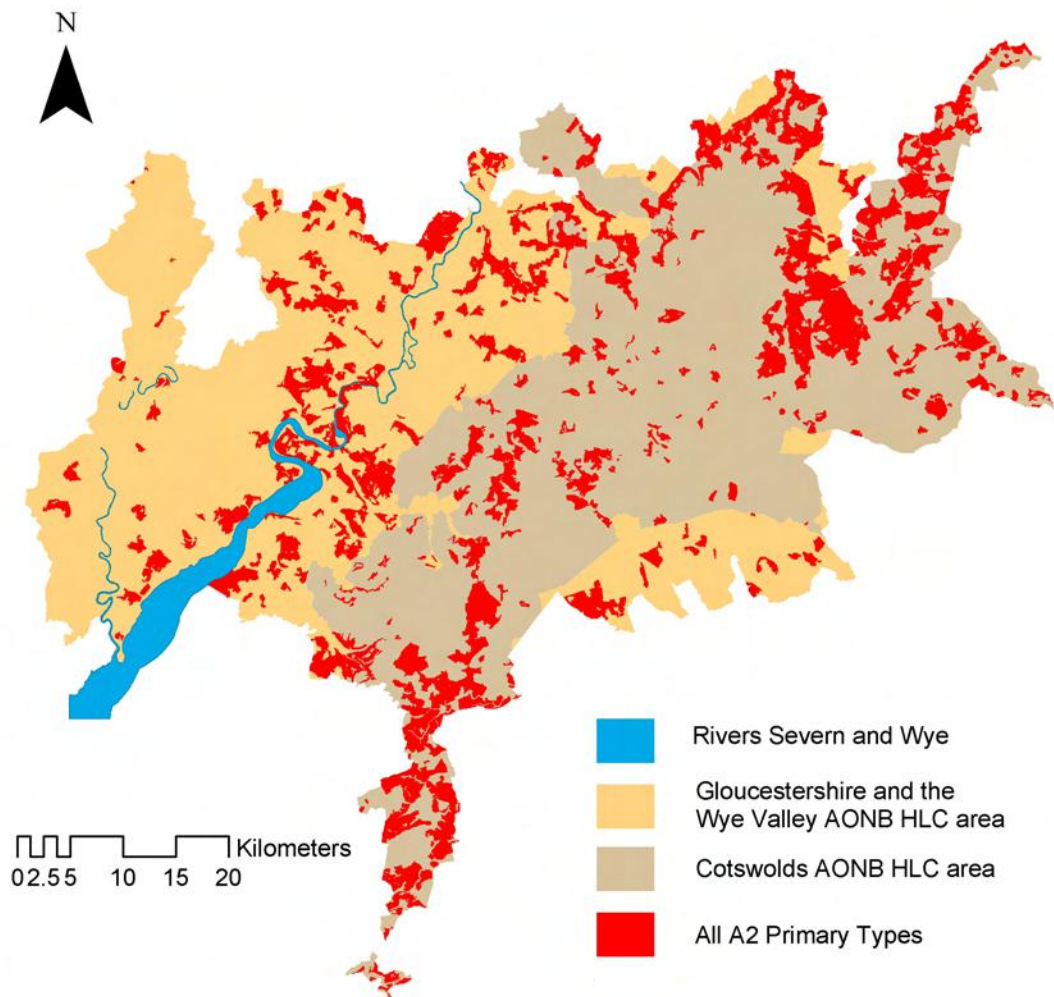 N
Rivers Severn and Wye
Gloucestershire and the
Wye Valley AONB HLC area
Cotswolds AONB HLC area
All A2 Primary Types
Kilometers
0 2.5 5 10 15 20